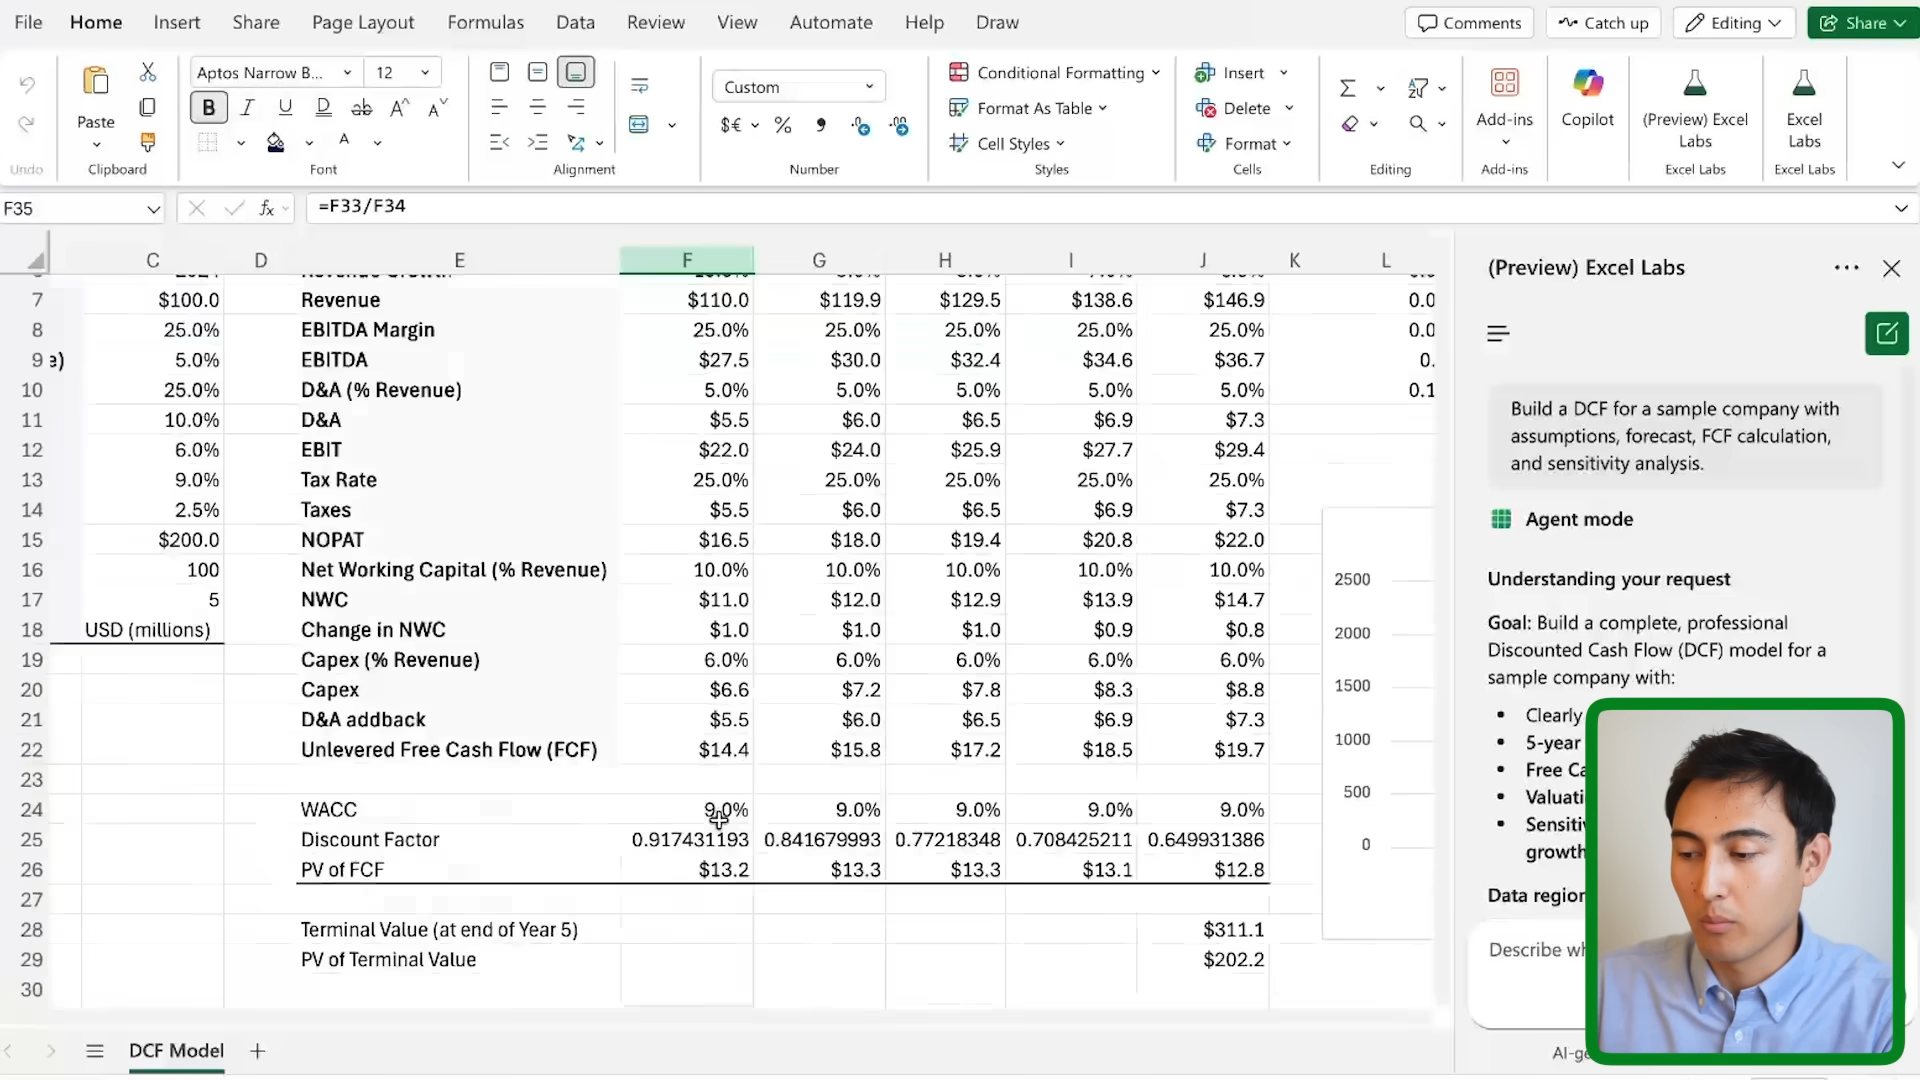 File Home Insert Share Page Layout Formulas Data Review View Automate Help Draw
Comments Catch up Editing Share
Paste
Aptos Narrow B... 12
Custom
Conditional Formatting
Format As Table
Cell Styles
Insert
Delete
Format
Add-ins
Copilot
(Preview) Excel Labs
Excel Labs
Undo Clipboard Font Alignment Number Styles Cells Editing Add-ins Excel Labs Excel Labs
F35 fx =F33/F34
C D E F G H I J K L
7 $100.0 Revenue $110.0 $119.9 $129.5 $138.6 $146.9
8 25.0% EBITDA Margin 25.0% 25.0% 25.0% 25.0% 25.0%
9 e) 5.0% EBITDA $27.5 $30.0 $32.4 $34.6 $36.7
10 25.0% D&A (% Revenue) 5.0% 5.0% 5.0% 5.0% 5.0%
11 10.0% D&A $5.5 $6.0 $6.5 $6.9 $7.3
12 6.0% EBIT $22.0 $24.0 $25.9 $27.7 $29.4
13 9.0% Tax Rate 25.0% 25.0% 25.0% 25.0% 25.0%
14 2.5% Taxes $5.5 $6.0 $6.5 $6.9 $7.3
15 $200.0 NOPAT $16.5 $18.0 $19.4 $20.8 $22.0
16 100 Net Working Capital (% Revenue) 10.0% 10.0% 10.0% 10.0% 10.0%
17 5 NWC $11.0 $12.0 $12.9 $13.9 $14.7
18 USD (millions) Change in NWC $1.0 $1.0 $1.0 $0.9 $0.8
19 Capex (% Revenue) 6.0% 6.0% 6.0% 6.0% 6.0%
20 Capex $6.6 $7.2 $7.8 $8.3 $8.8
21 D&A addback $5.5 $6.0 $6.5 $6.9 $7.3
22 Unlevered Free Cash Flow (FCF) $14.4 $15.8 $17.2 $18.5 $19.7
23
24 WACC 9.0% 9.0% 9.0% 9.0% 9.0%
25 Discount Factor 0.917431193 0.841679993 0.77218348 0.708425211 0.649931386
26 PV of FCF $13.2 $13.3 $13.3 $13.1 $12.8
27
28 Terminal Value (at end of Year 5) $311.1
29 PV of Terminal Value $202.2
30
2500
2000
1500
1000
500
0
DCF Model
(Preview) Excel Labs
Build a DCF for a sample company with
assumptions, forecast, FCF calculation,
and sensitivity analysis.
Agent mode
Understanding your request
Goal: Build a complete, professional
Discounted Cash Flow (DCF) model for a
sample company with:
Clearly
5-year
Free
growth
Data
Describe